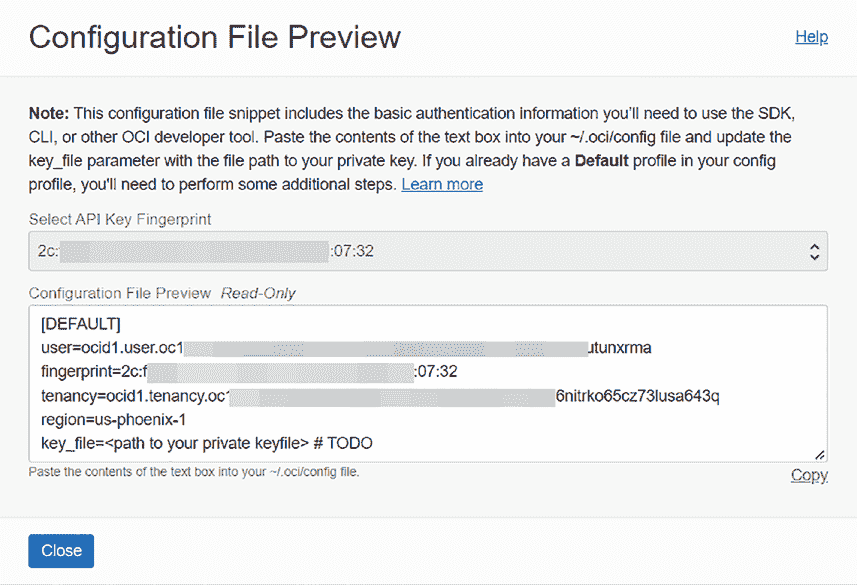 Configuration File Preview
Help
Note: This configuration file snippet includes the basic authentication information you'll need to use the SDK,
CLI, or other OCI developer tool. Paste the contents of the text box into your ~/.oci/config file and update the
key_file parameter with the file path to your private key. If you already have a Default profile in your config
profile, you'll need to perform some additional steps. Learn more
Select API Key Fingerprint
2c: :07:32
Configuration File Preview Read-Only
[DEFAULT]
user=ocid1.user.oc1 utunxrma
fingerprint=2c:f :07:32
tenancy=ocid1.tenancy.oc1 6nitrko65cz73lusa643q
region=us-phoenix-1
key_file=<path to your private keyfile> # TODO
Paste the contents of the text box into your ~/.oci/config file.
Copy
Close